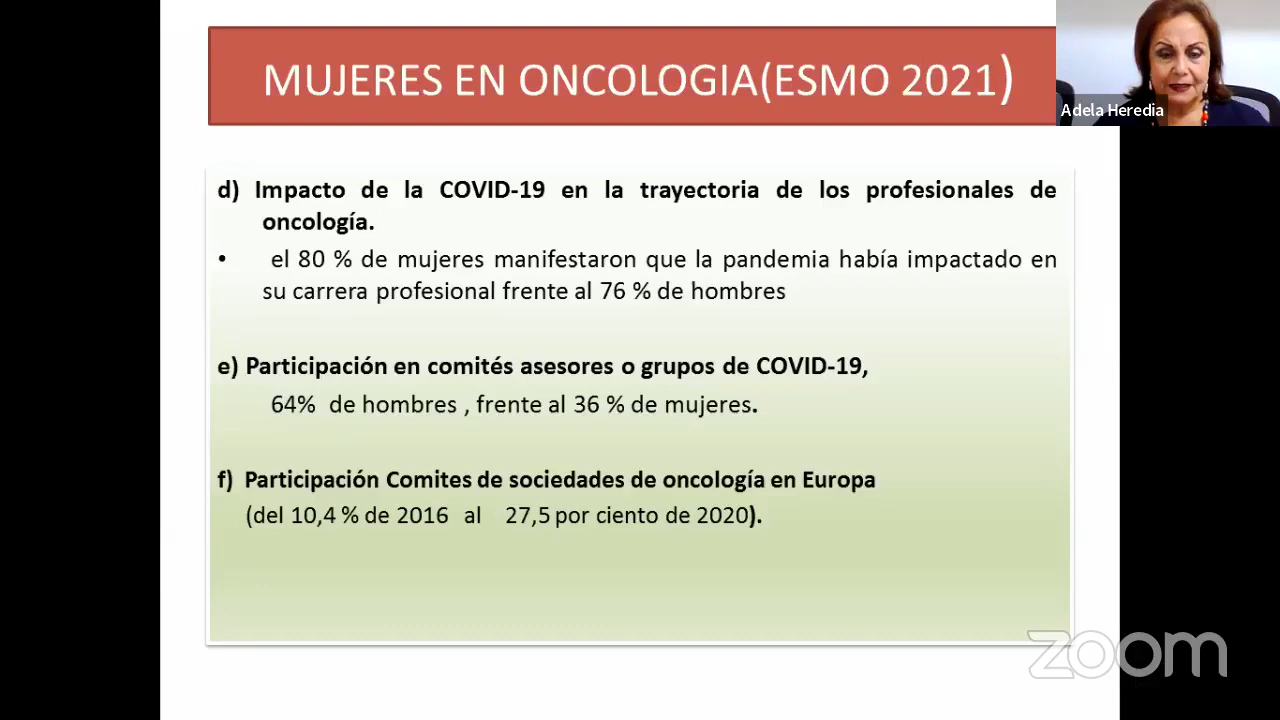 MUJERES EN ONCOLOGIA(ESMO 2021)
Adela Heredia
d) Impacto de la COVID-19 en la trayectoria de los profesionales de
oncología.
• el 80 % de mujeres manifestaron que la pandemia había impactado en
su carrera profesional frente al 76 % de hombres
e) Participación en comités asesores o grupos de COVID-19,
64% de hombres , frente al 36 % de mujeres.
f) Participación Comites de sociedades de oncología en Europa
(del 10,4 % de 2016 al 27,5 por ciento de 2020).
zoom